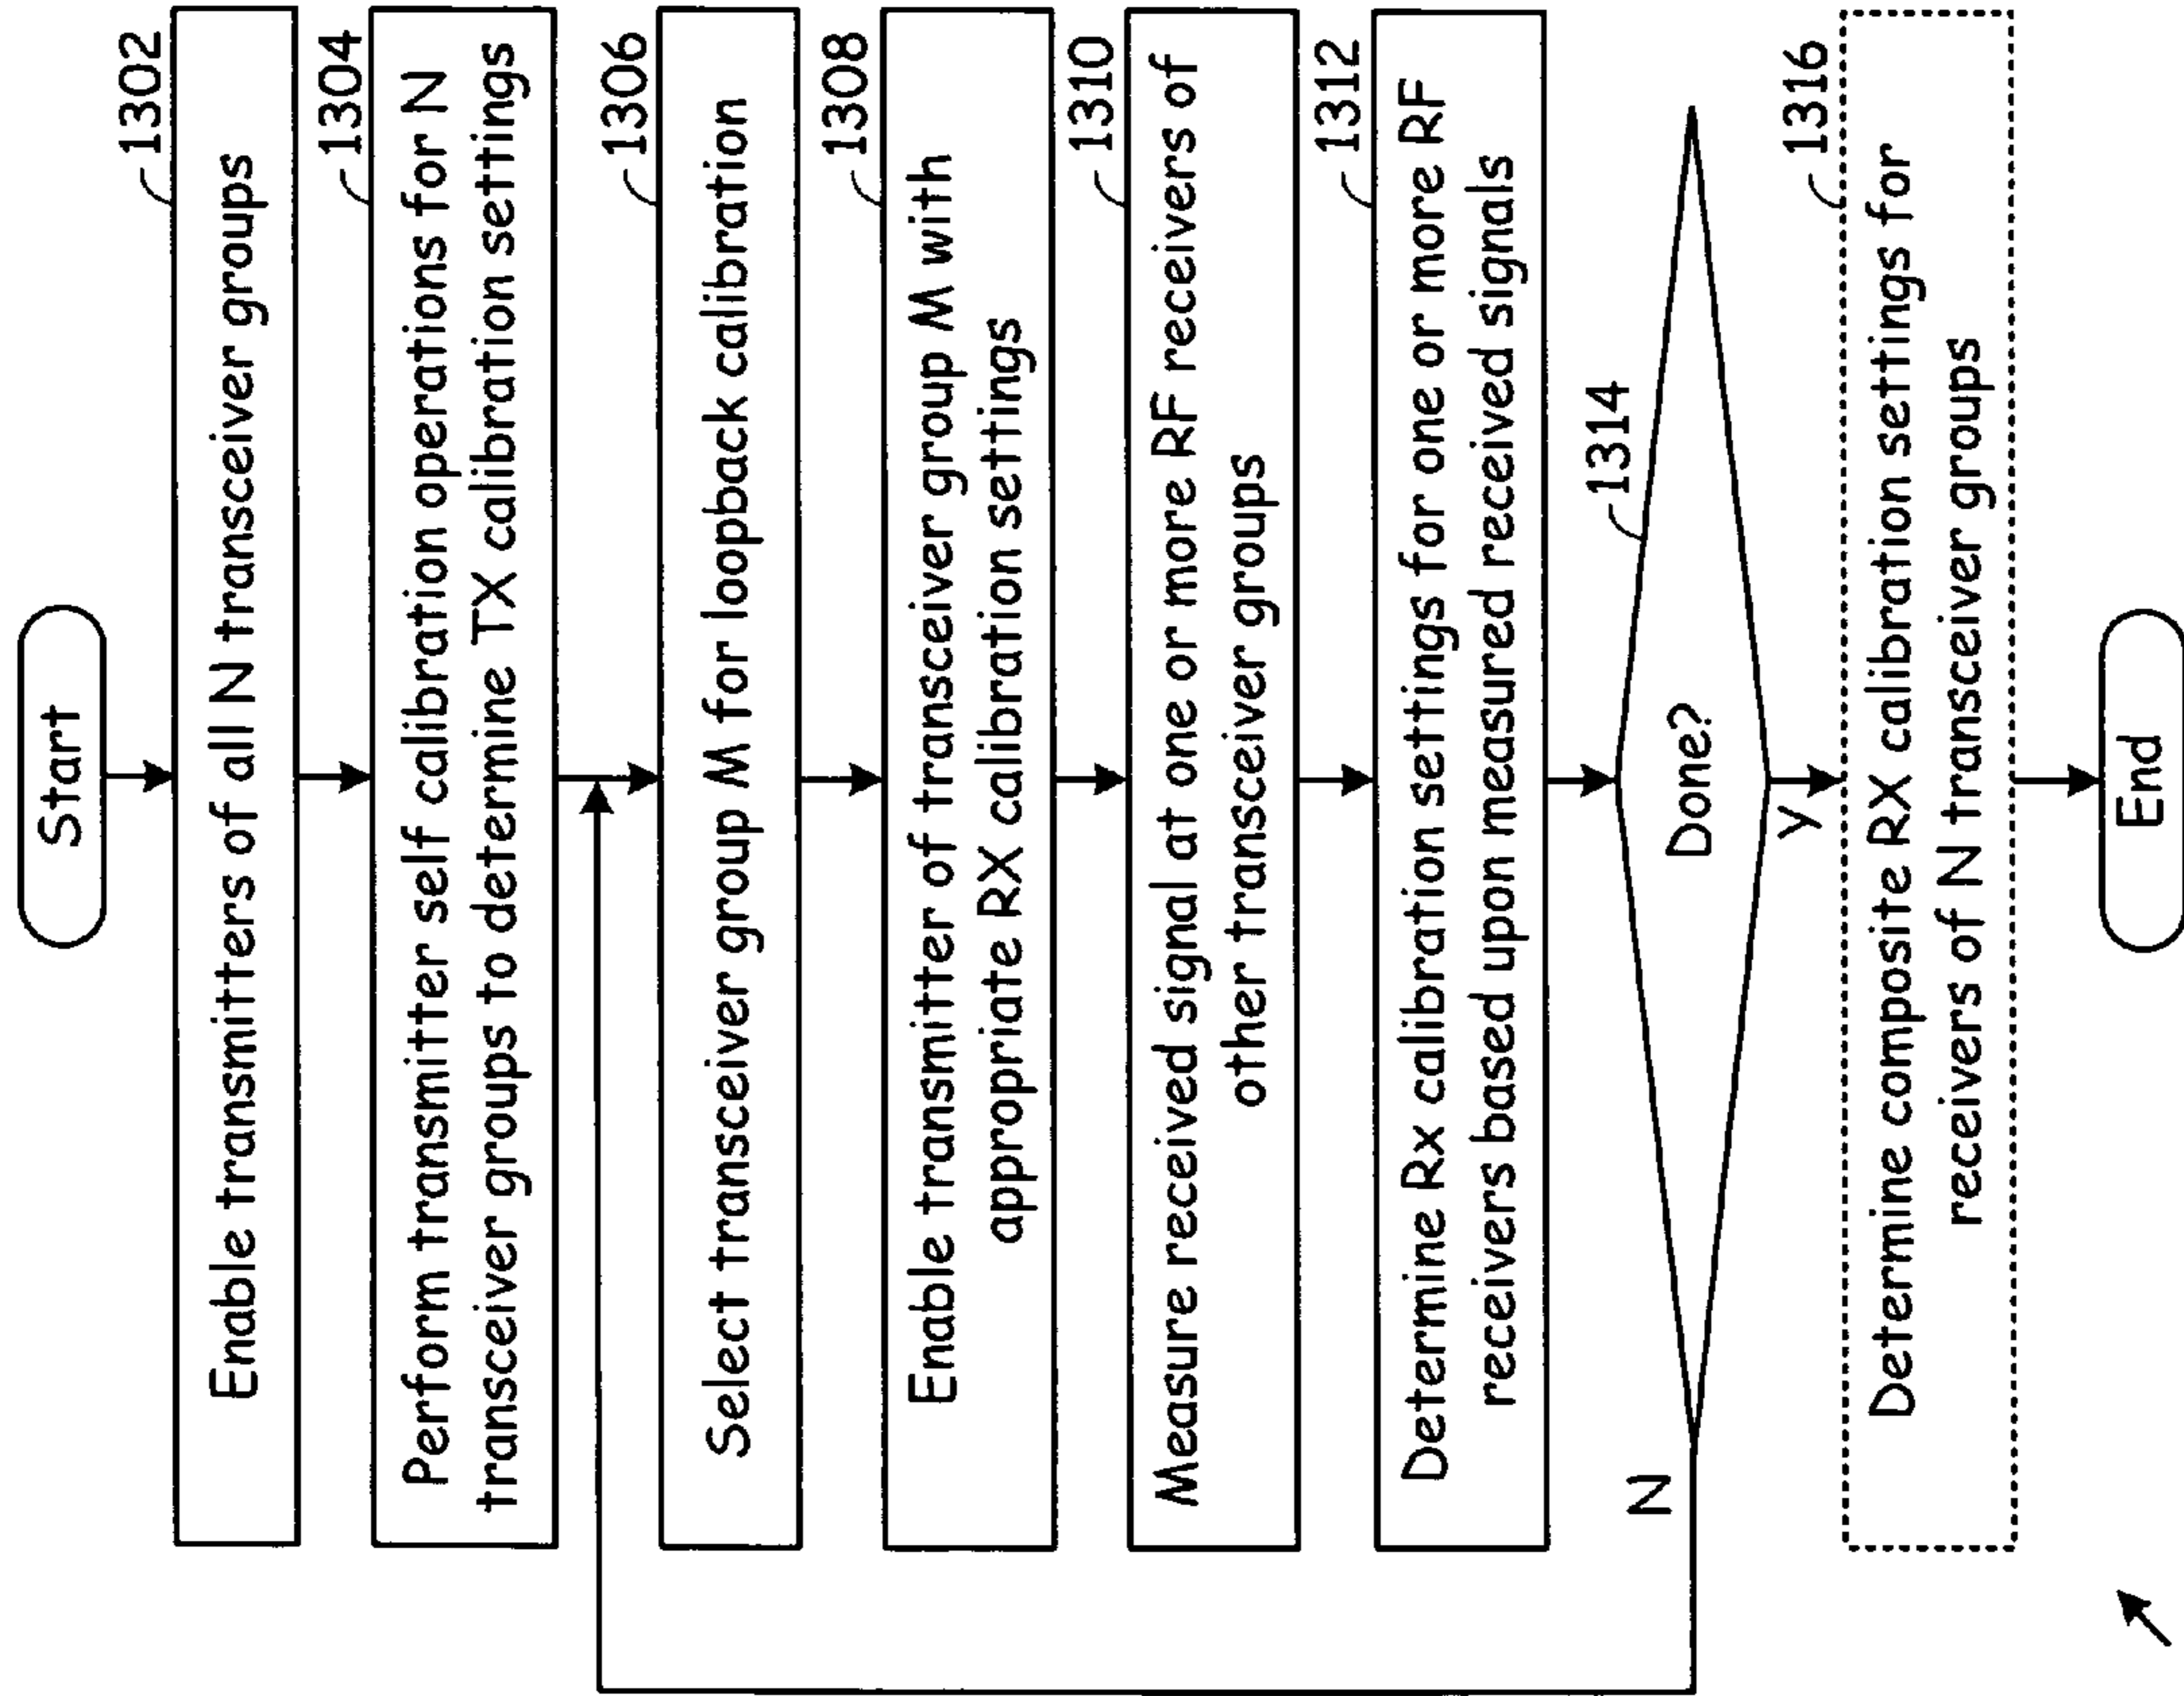 Start
1302
Enable transmitters of all N transceiver groups
1304
Perform transmitter self calibration operations for N
transceiver groups to determine TX calibration settings
1306
Select transceiver group M for loopback calibration
1308
Enable transmitter of transceiver group M with
appropriate RX calibration settings
1310
Measure received signal at one or more RF receivers of
other transceiver groups
1312
Determine Rx calibration settings for one or more RF
receivers based upon measured received signals
1314
Done?
N
Y
1316
Determine composite RX calibration settings for
receivers of N transceiver groups
End